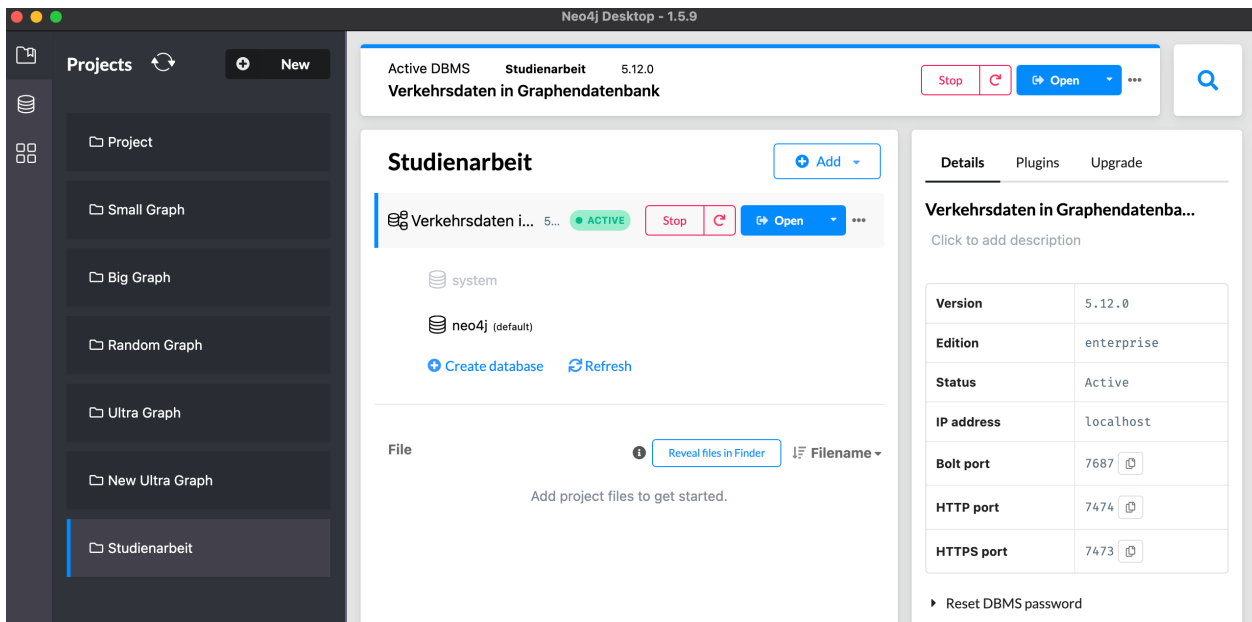 Neo4j Desktop - 1.5.9
Projects
New
Project
Small Graph
Big Graph
Random Graph
Ultra Graph
New Ultra Graph
Studienarbeit
Active DBMS Studienarbeit 5.12.0
Verkehrsdaten in Graphendatenbank
Stop
Open
Studienarbeit
Add
Verkehrsdaten i... 5... ACTIVE Stop Open
system
neo4j (default)
Create database Refresh
File Reveal files in Finder Filename
Add project files to get started.
Details Plugins Upgrade
Verkehrsdaten in Graphendatenba...
Click to add description
Version 5.12.0
Edition enterprise
Status Active
IP address localhost
Bolt port 7687
HTTP port 7474
HTTPS port 7473
Reset DBMS password